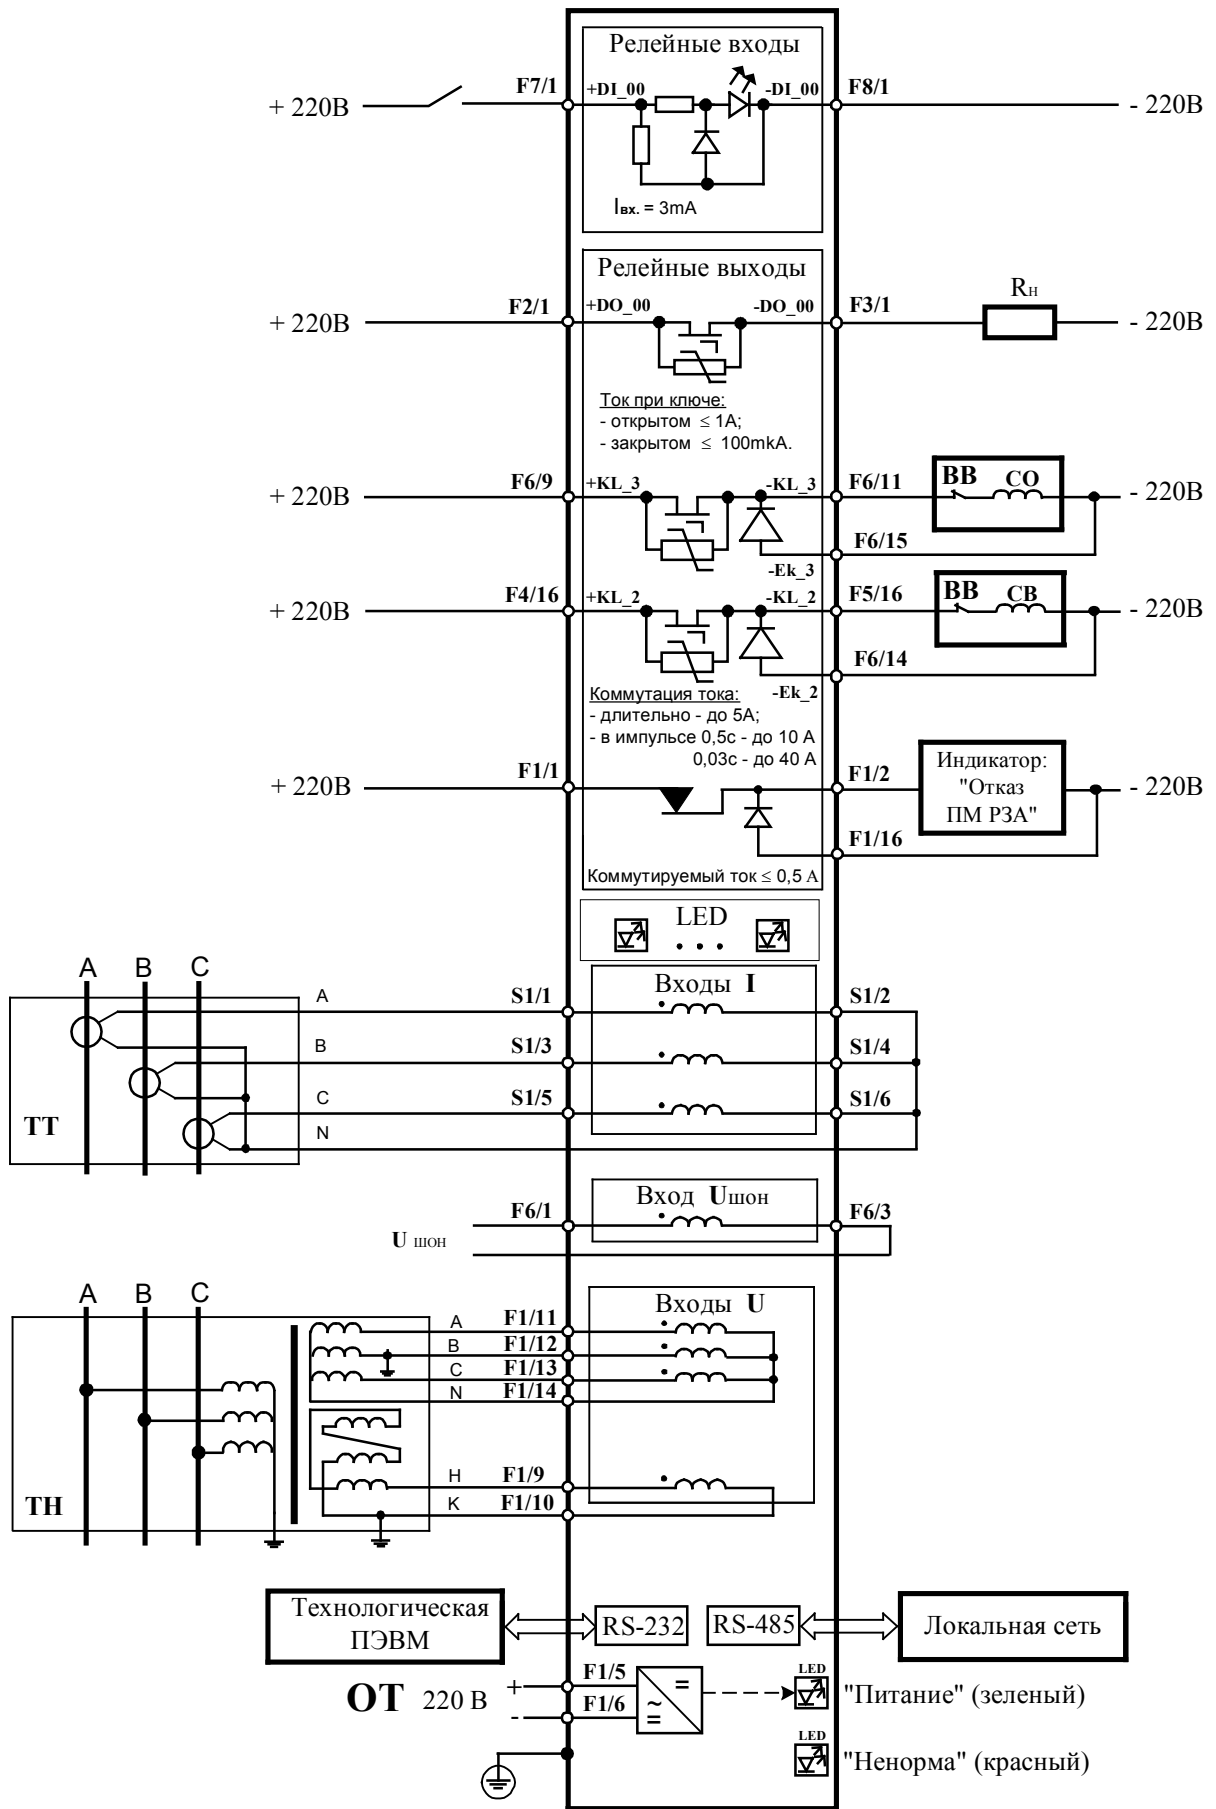 Релейные входы
+ 220В
F7/1
+DI_00
-DI_00
F8/1
- 220В
Iвх. = 3mA
Релейные выходы
+ 220В
F2/1
+DO_00
-DO_00
F3/1
Rн
- 220В
Ток при ключе:
- открытом ≤ 1А;
- закрытом ≤ 100mkA.
+ 220В
F6/9
+KL_3
-KL_3
F6/11
ВВ
СО
- 220В
F6/15
-Ek_3
+ 220В
F4/16
+KL_2
-KL_2
F5/16
ВВ
СВ
- 220В
F6/14
-Ek_2
Коммутация тока:
- длительно - до 5А;
- в импульсе 0,5с - до 10 А
0,03с - до 40 А
+ 220В
F1/1
F1/2
Индикатор:
"Отказ
ПМ РЗА"
- 220В
F1/16
Коммутируемый ток ≤ 0,5 А
LED
. . .
А В С
ТТ
А
S1/1
Входы I
S1/2
В
S1/3
S1/4
С
S1/5
S1/6
N
Вход Uшон
F6/1
F6/3
U шон
А В С
ТН
Входы U
А
F1/11
В
F1/12
С
F1/13
N
F1/14
Н
F1/9
К
F1/10
Технологическая
ПЭВМ
RS-232
RS-485
Локальная сеть
ОТ 220 В
+
-
F1/5
F1/6
=
~
=
LED
"Питание" (зеленый)
LED
"Ненорма" (красный)